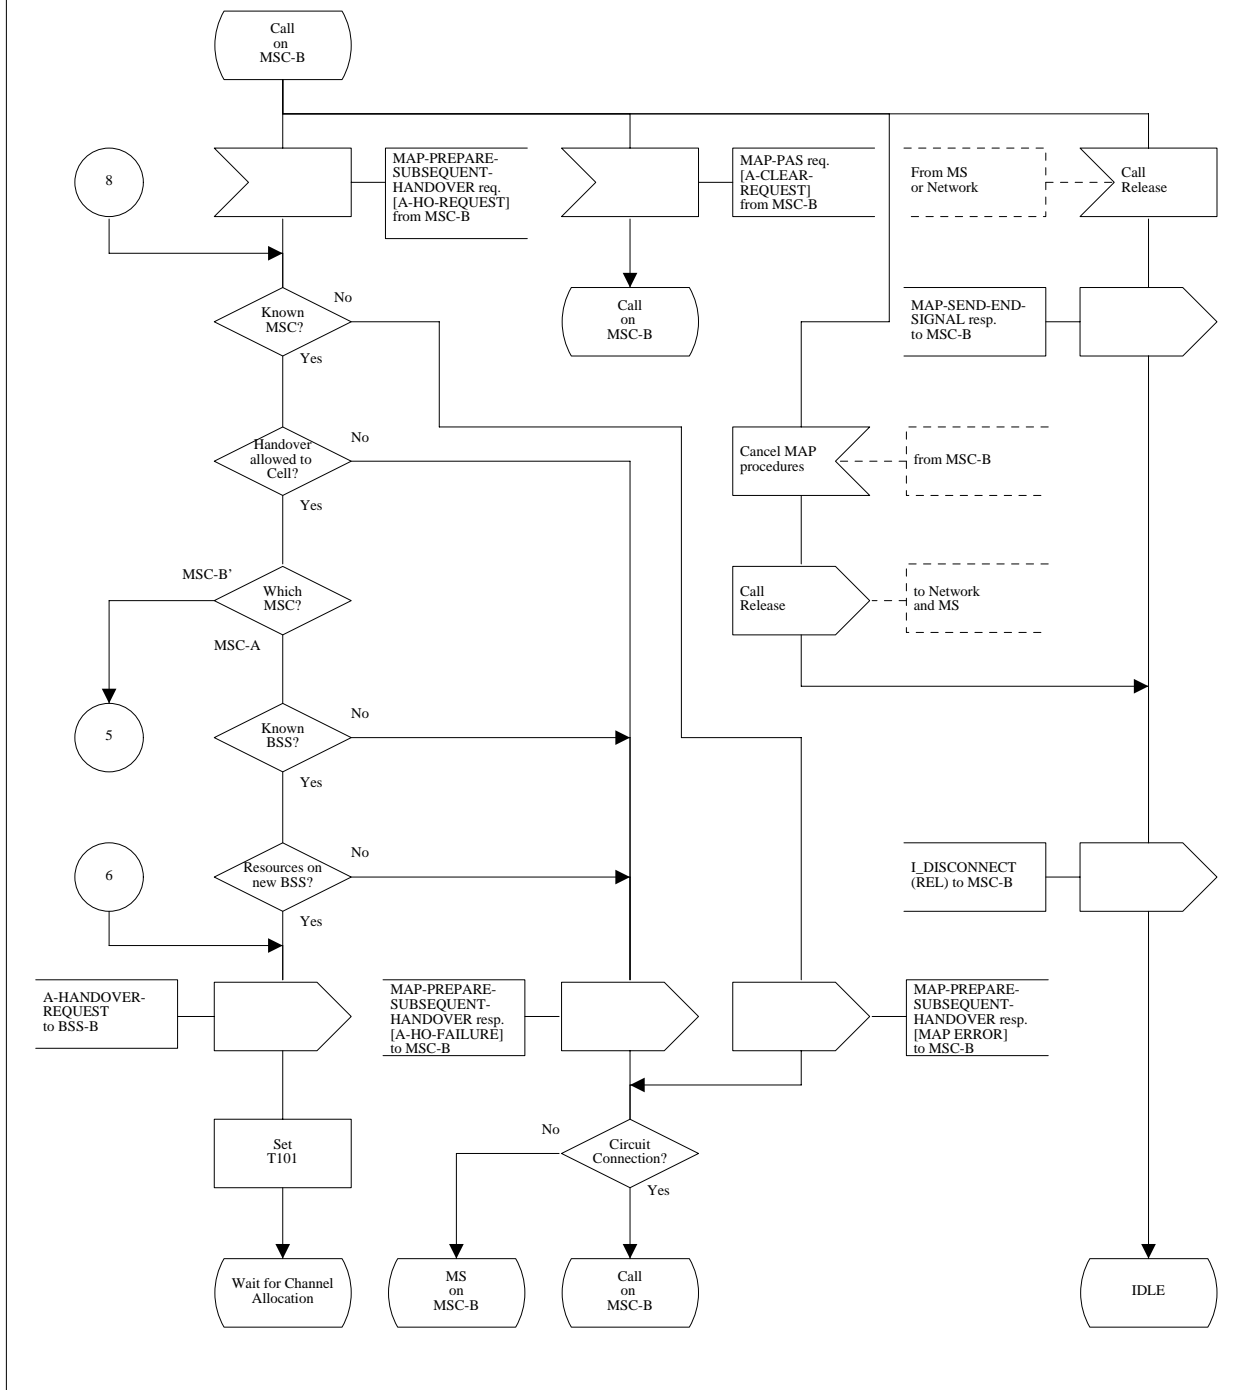 Call
on
MSC-B
8
MAP-PREPARE-
SUBSEQUENT-
HANDOVER req.
[A-HO-REQUEST]
from MSC-B
MAP-PAS req.
[A-CLEAR-
REQUEST]
from MSC-B
From MS
or Network
Call
Release
Known
MSC?
No
Yes
Call
on
MSC-B
MAP-SEND-END-
SIGNAL resp.
to MSC-B
Handover
allowed to
Cell?
No
Yes
Cancel MAP
procedures
from MSC-B
MSC-B’
Which
MSC?
MSC-A
Call
Release
to Network
and MS
5
Known
BSS?
No
Yes
6
Resources on
new BSS?
No
Yes
I_DISCONNECT
(REL) to MSC-B
A-HANDOVER-
REQUEST
to BSS-B
MAP-PREPARE-
SUBSEQUENT-
HANDOVER resp.
[A-HO-FAILURE]
to MSC-B
MAP-PREPARE-
SUBSEQUENT-
HANDOVER resp.
[MAP ERROR]
to MSC-B
Set
T101
No
Circuit
Connection?
Yes
Wait for Channel
Allocation
MS
on
MSC-B
Call
on
MSC-B
IDLE